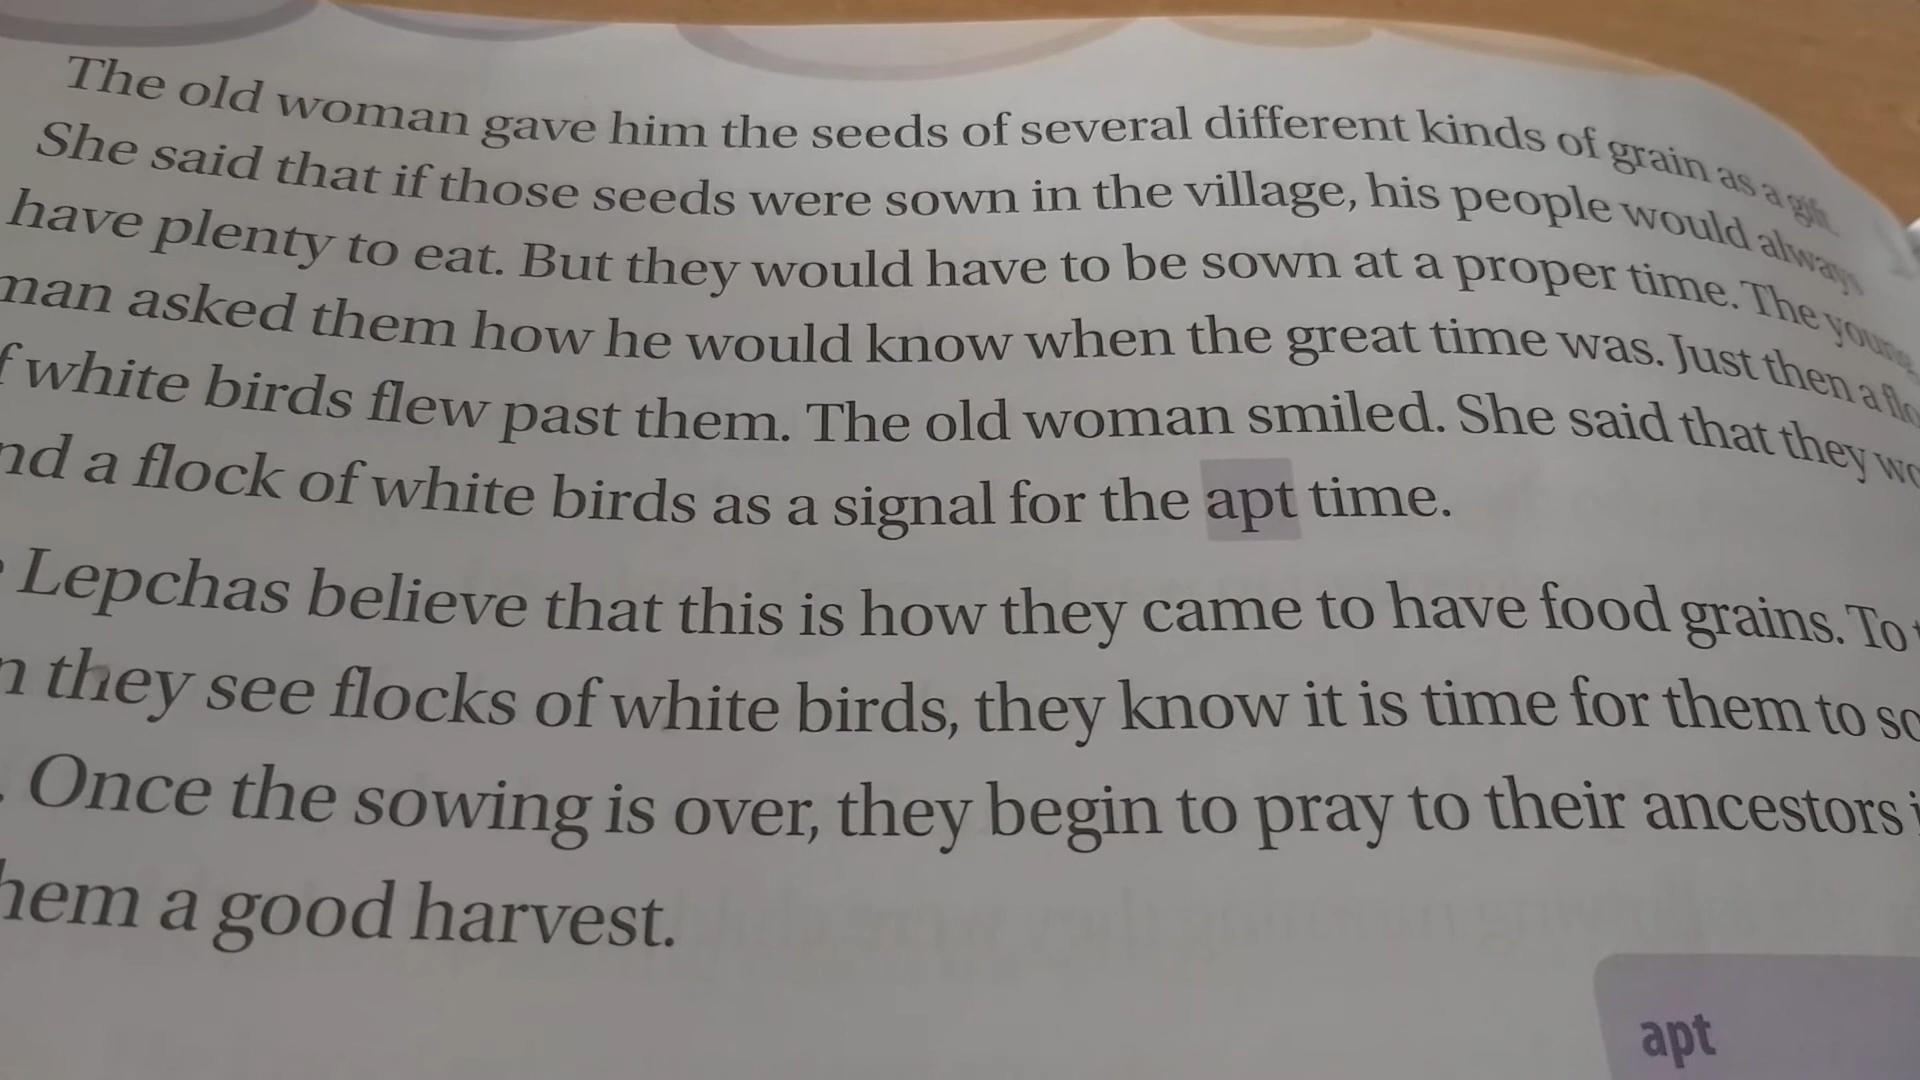 The old woman gave him the seeds of several different kinds of grain as a gift.
She said that if those seeds were sown in the village, his people would always
have plenty to eat. But they would have to be sown at a proper time. The young
man asked them how he would know when the great time was. Just then a flo
f white birds flew past them. The old woman smiled. She said that they wo
nd a flock of white birds as a signal for the apt time.
Lepchas believe that this is how they came to have food grains. To
n they see flocks of white birds, they know it is time for them to so
. Once the sowing is over, they begin to pray to their ancestors i
hem a good harvest.
apt